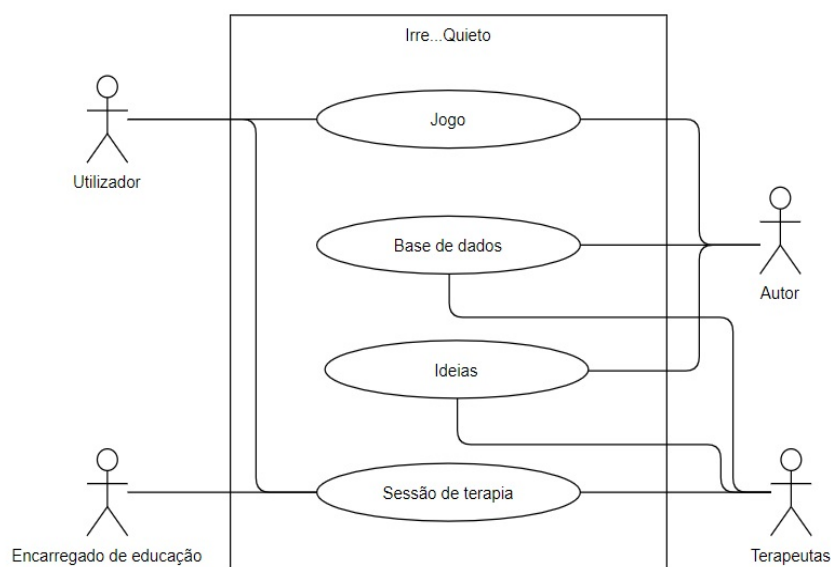 Irre...Quieto
Jogo
Utilizador
Base de dados
Autor
Ideias
Sessão de terapia
Encarregado de educação
Terapeutas